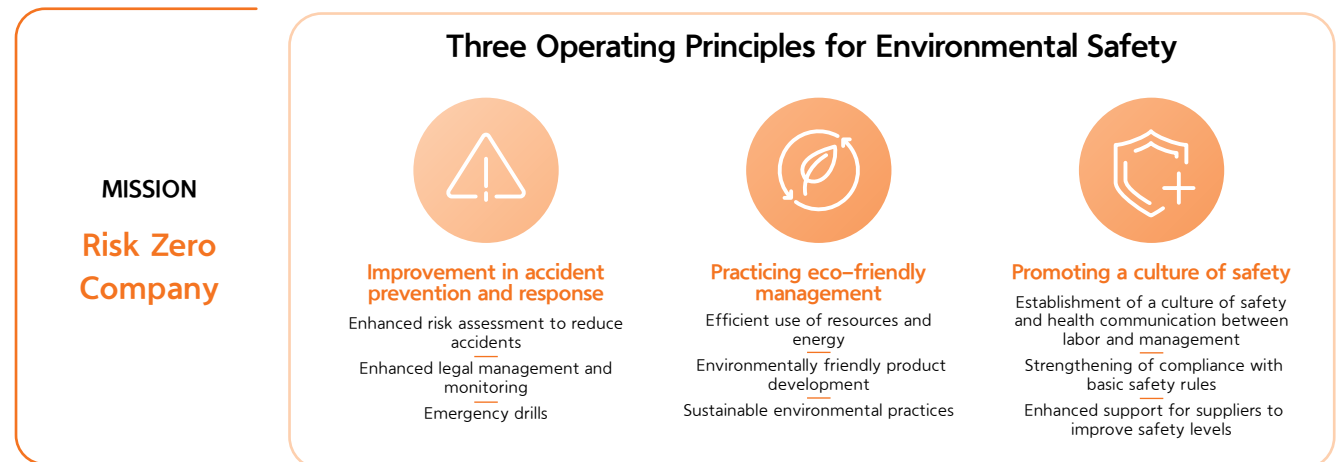 MISSION
Risk Zero
Company
Three Operating Principles for Environmental Safety
Improvement in accident
prevention and response
Enhanced risk assessment to reduce
accidents
Enhanced legal management and
monitoring
Emergency drills
Practicing eco–friendly
management
Efficient use of resources and
energy
Environmentally friendly product
development
Sustainable environmental practices
Promoting a culture of safety
Establishment of a culture of safety
and health communication between
labor and management
Strengthening of compliance with
basic safety rules
Enhanced support for suppliers to
improve safety levels